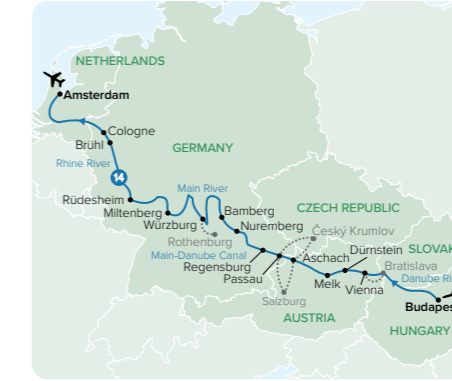 NETHERLANDS
Amsterdam
Cologne
Brühl
GERMANY
Rhine River
14
Main River
Rüdesheim
Miltenberg
Würzburg
Bamberg
Nuremberg
Rothenburg
Main-Danube Canal
Regensburg
Passau
CZECH REPUBLIC
Český Krumlov
Dürnstein
SLOVAK
Aschach
Bratislava
Danube Ri
Melk
Vienna
Salzburg
Budapes
AUSTRIA
HUNGARY